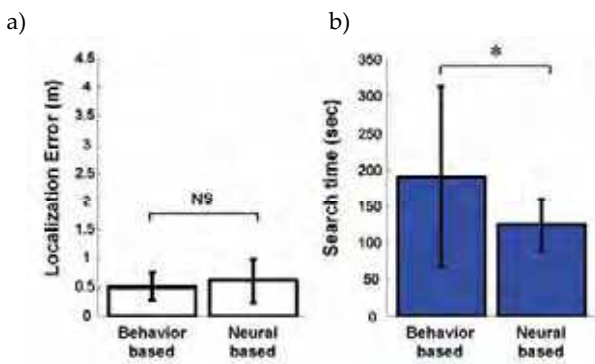 a)
b)
Localization Error (m)
4.5
4
3.5
3
2.5
2
1.5
1
0.5
0
N9
Behavior
based
Neural
based
Search time (sec)
350
300
250
200
150
100
50
0
*
Behavior
based
Neural
based